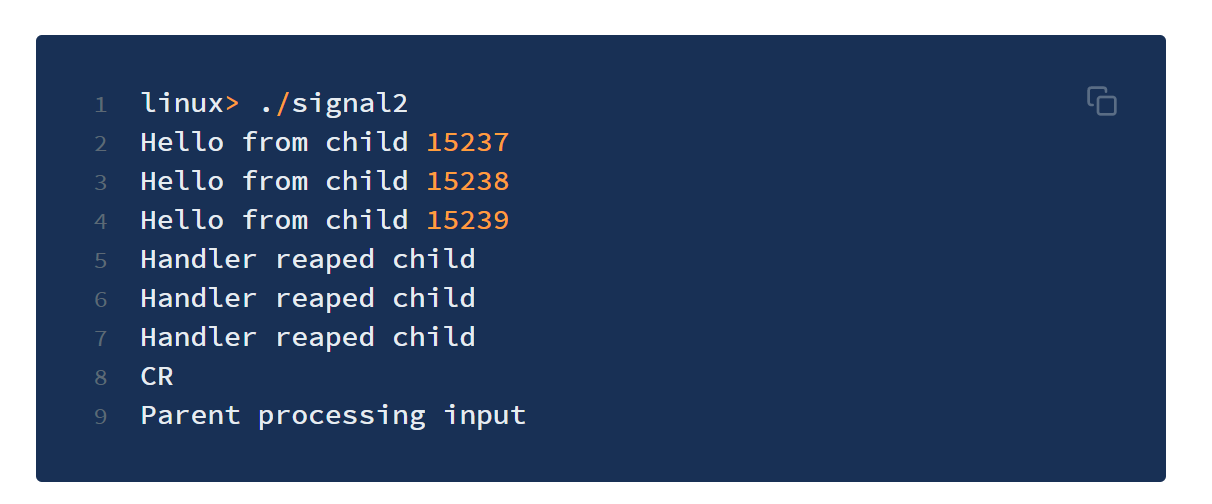 1 linux> ./signal2
2 Hello from child 15237
3 Hello from child 15238
4 Hello from child 15239
5 Handler reaped child
6 Handler reaped child
7 Handler reaped child
8 CR
9 Parent processing input